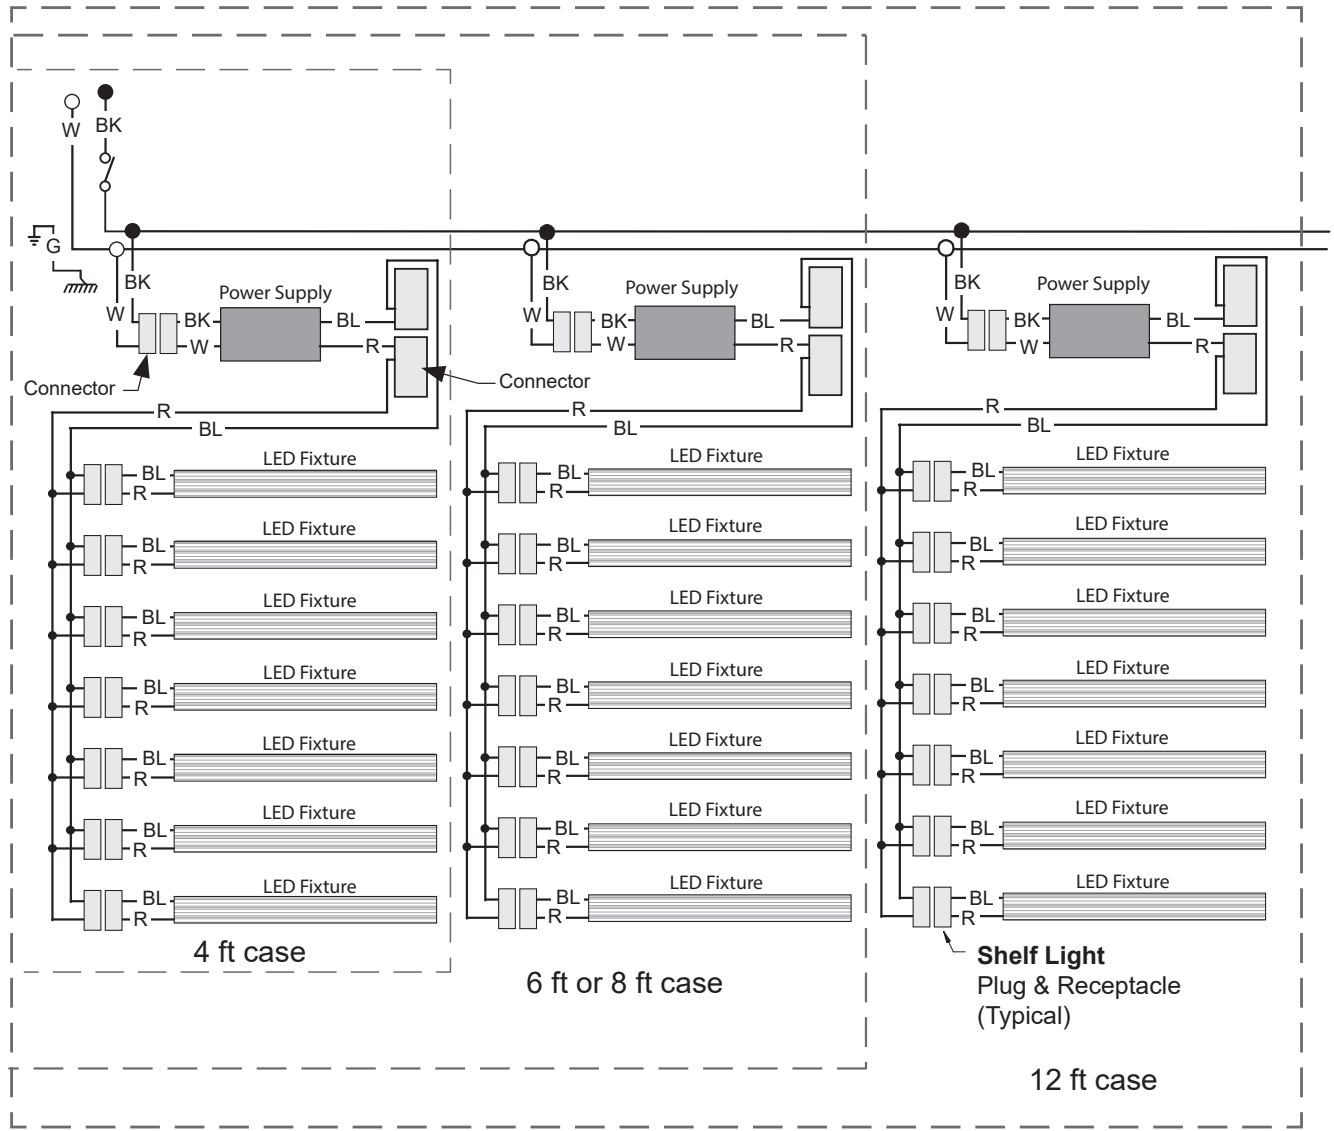 W
BK
G
BK
W
Power Supply
BK
W
BL
R
Connector
Connector
R
BL
LED Fixture
BL
R
LED Fixture
BL
R
LED Fixture
BL
R
LED Fixture
BL
R
LED Fixture
BL
R
LED Fixture
BL
R
LED Fixture
BL
R
4 ft case
BK
W
Power Supply
BK
W
BL
R
R
BL
LED Fixture
BL
R
LED Fixture
BL
R
LED Fixture
BL
R
LED Fixture
BL
R
LED Fixture
BL
R
LED Fixture
BL
R
LED Fixture
BL
R
6 ft or 8 ft case
BK
W
Power Supply
BK
W
BL
R
R
BL
LED Fixture
BL
R
LED Fixture
BL
R
LED Fixture
BL
R
LED Fixture
BL
R
LED Fixture
BL
R
LED Fixture
BL
R
LED Fixture
BL
R
Shelf Light
Plug & Receptacle
(Typical)
12 ft case